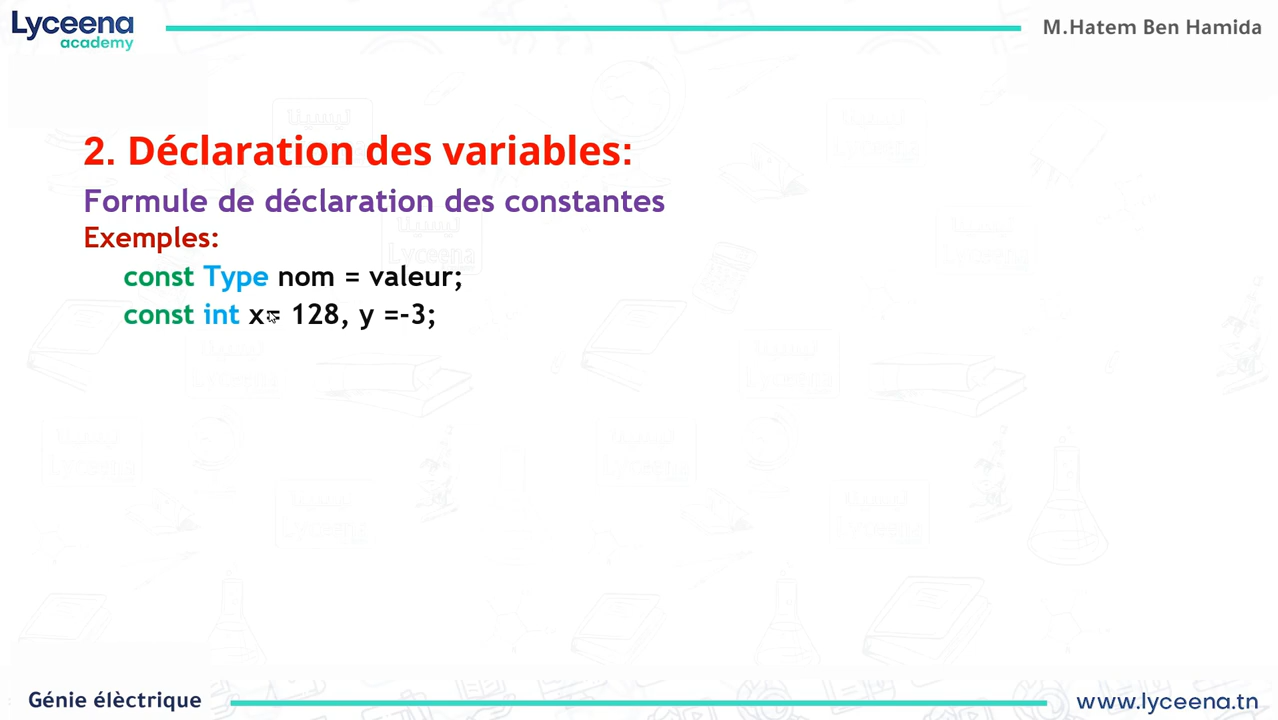 Lyceena
academy
M.Hatem Ben Hamida
2. Déclaration des variables:
Formule de déclaration des constantes
Exemples:
const Type nom = valeur;
const int x= 128, y =-3;
Génie élèctrique
www.lyceena.tn